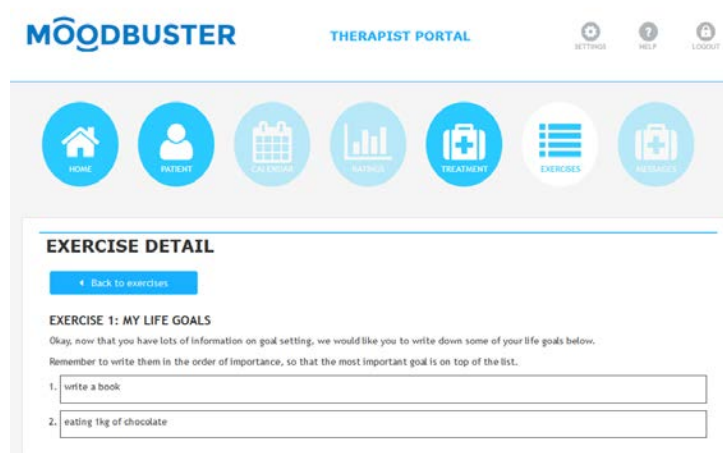 MOODBUSTER
THERAPIST PORTAL
SETTINGS
HELP
LOGOUT
HOME
PATIENT
CALENDAR
RATINGS
TREATMENT
EXERCISES
MESSAGES
EXERCISE DETAIL
Back to exercises
EXERCISE 1: MY LIFE GOALS
Okay, now that you have lots of information on goal setting, we would like you to write down some of your life goals below.
Remember to write them in the order of importance, so that the most important goal is on top of the list.
1. write a book
2. eating 1kg of chocolate